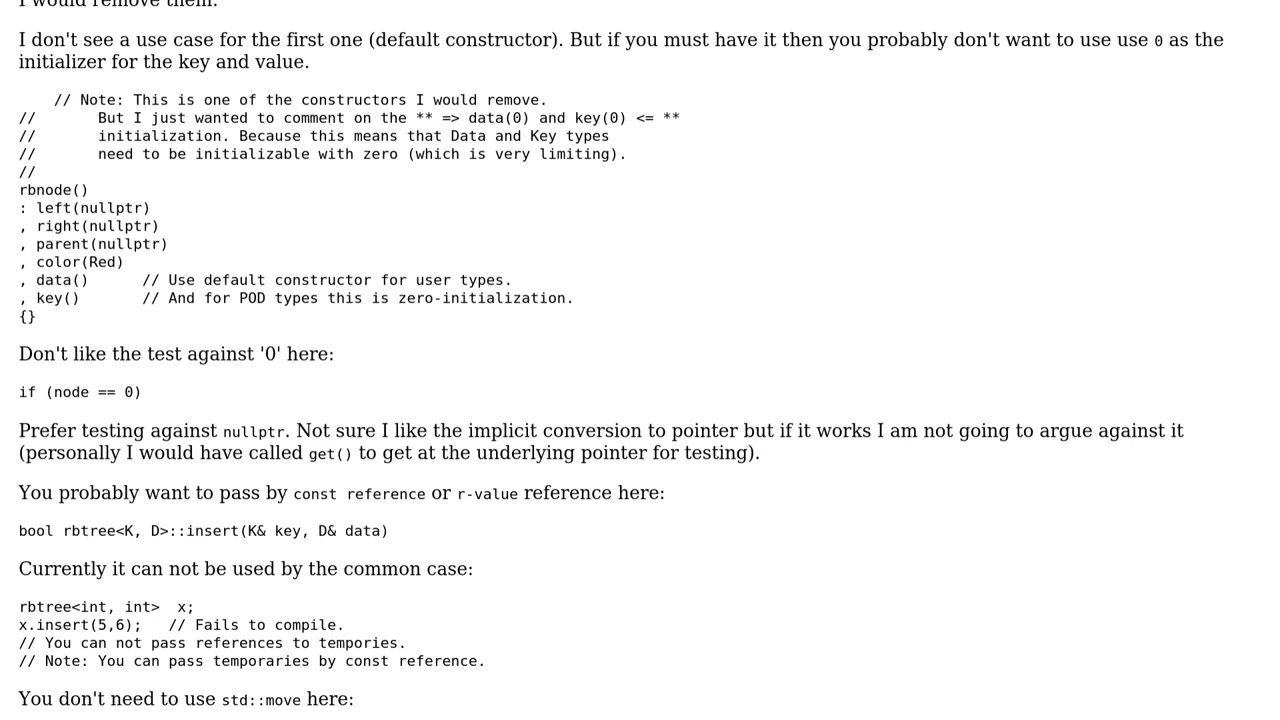 I would remove them.
I don't see a use case for the first one (default constructor). But if you must have it then you probably don't want to use use 0 as the
initializer for the key and value.
// Note: This is one of the constructors I would remove.
//       But I just wanted to comment on the ** => data(0) and key(0) <= **
//       initialization. Because this means that Data and Key types
//       need to be initializable with zero (which is very limiting).
//
rbnode()
: left(nullptr)
, right(nullptr)
, parent(nullptr)
, color(Red)
, data()      // Use default constructor for user types.
, key()       // And for POD types this is zero-initialization.
{}
Don't like the test against '0' here:
if (node == 0)
Prefer testing against nullptr. Not sure I like the implicit conversion to pointer but if it works I am not going to argue against it
(personally I would have called get() to get at the underlying pointer for testing).
You probably want to pass by const reference or r-value reference here:
bool rbtree<K, D>::insert(K& key, D& data)
Currently it can not be used by the common case:
rbtree<int, int>  x;
x.insert(5,6);   // Fails to compile.
// You can not pass references to tempories.
// Note: You can pass temporaries by const reference.
You don't need to use std::move here: